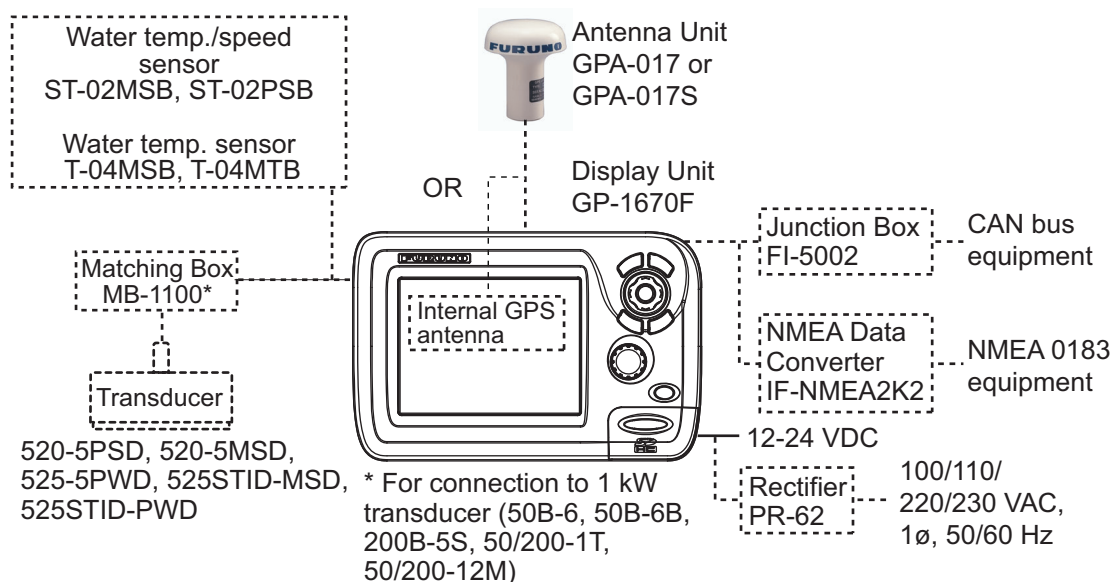 Water temp./speed
sensor
ST-02MSB, ST-02PSB
Water temp. sensor
T-04MSB, T-04MTB
FURUNO
Antenna Unit
GPA-017 or
GPA-017S
OR
Display Unit
GP-1670F
Junction Box
FI-5002
CAN bus
equipment
Matching Box
MB-1100*
FURUNO
Internal GPS
antenna
NMEA Data
Converter
IF-NMEA2K2
NMEA 0183
equipment
Transducer
520-5PSD, 520-5MSD,
525-5PWD, 525STID-MSD,
525STID-PWD
* For connection to 1 kW
transducer (50B-6, 50B-6B,
200B-5S, 50/200-1T,
50/200-12M)
12-24 VDC
Rectifier
PR-62
100/110/
220/230 VAC,
1ø, 50/60 Hz